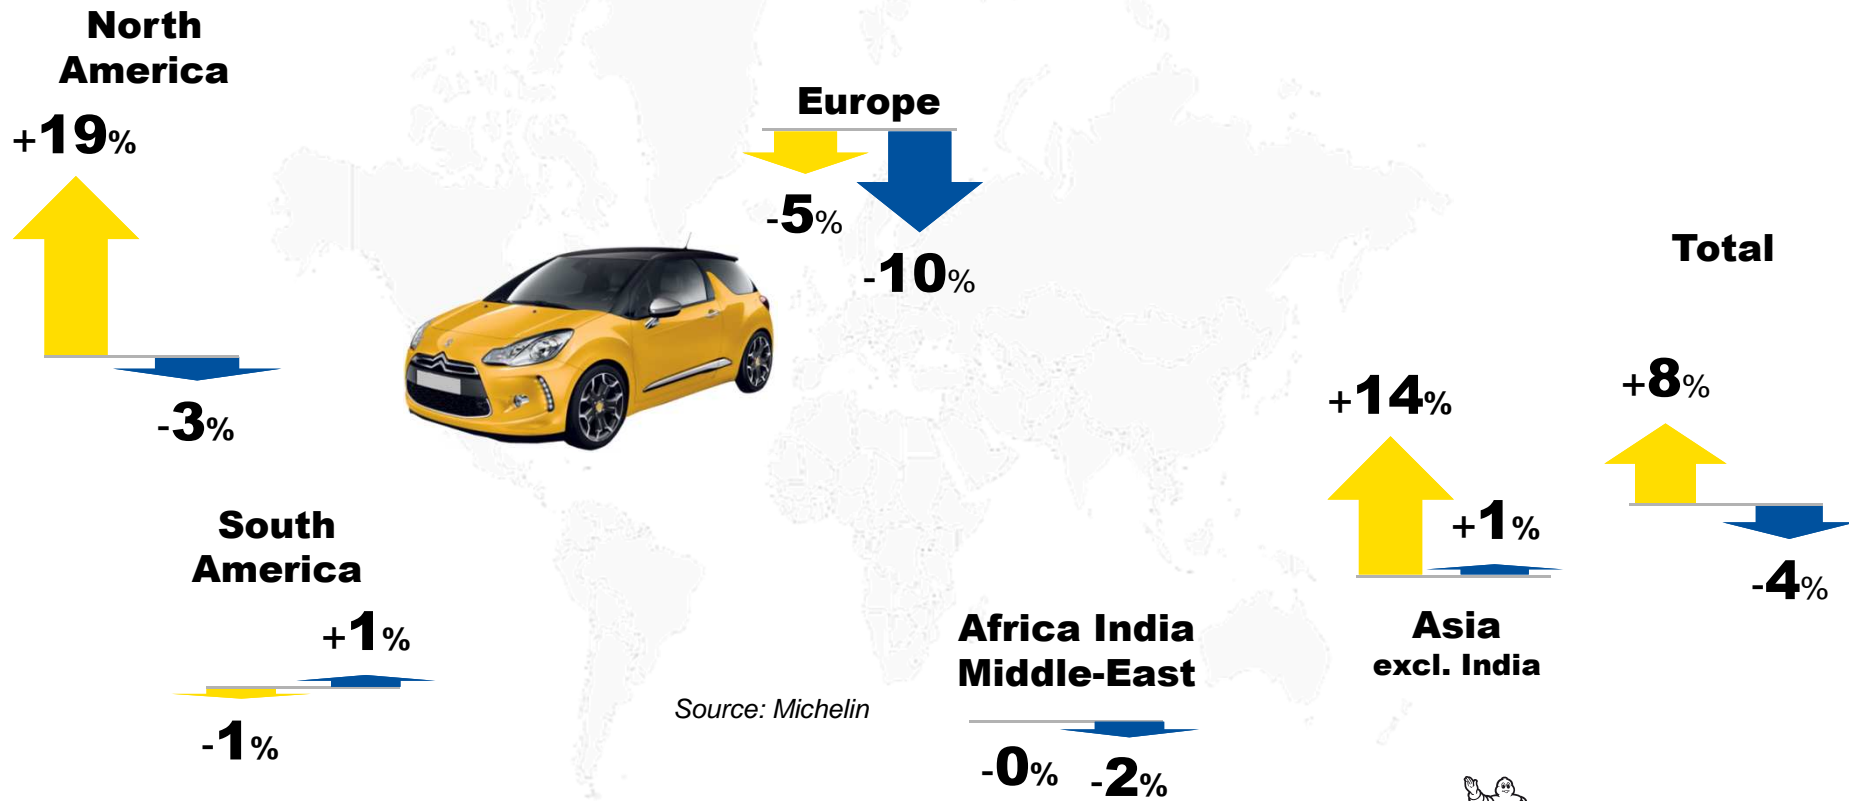 North
America
+19%
-3%
Europe
-5%
-10%
Total
+8%
-4%
+14%
+1%
Asia
excl. India
South
America
+1%
-1%
Africa India
Middle-East
-0% -2%
Source: Michelin